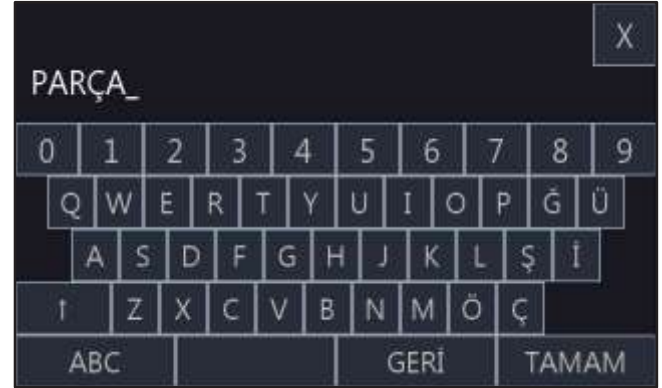 X
PARÇA_
0 1 2 3 4 5 6 7 8 9
Q W E R T Y U I O P Ğ Ü
A S D F G H J K L Ş İ
↑ Z X C V B N M Ö Ç
ABC GERİ TAMAM